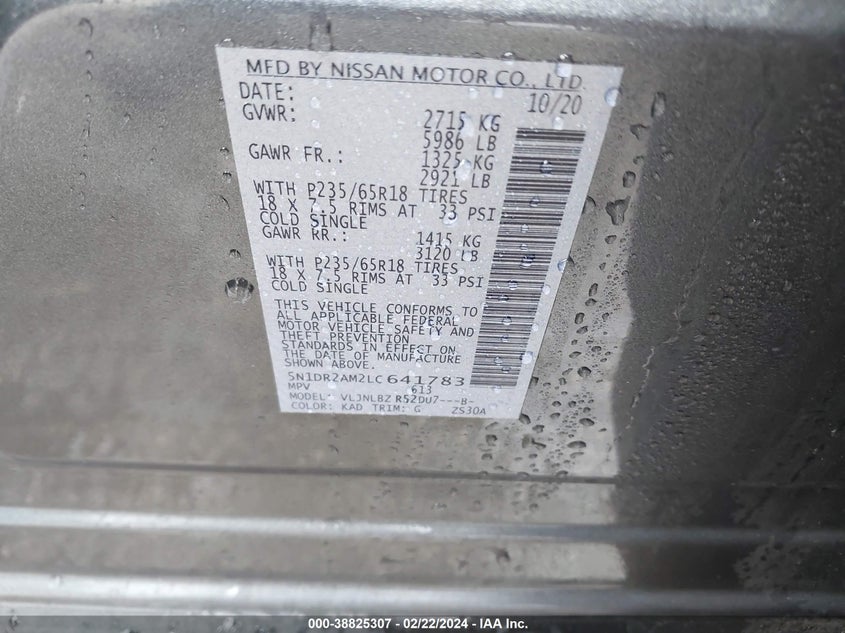 MFD BY NISSAN MOTOR CO., LTD.
DATE: 10/20
GVWR: 2715 KG
5986 LB
GAWR FR.: 1325 KG
2921 LB
WITH P235/65R18 TIRES
18 X 7.5 RIMS AT 33 PSI
COLD SINGLE
GAWR RR.: 1415 KG
3120 LB
WITH P235/65R18 TIRES
18 X 7.5 RIMS AT 33 PSI
COLD SINGLE
THIS VEHICLE CONFORMS TO
ALL APPLICABLE FEDERAL
MOTOR VEHICLE SAFETY AND
THEFT PREVENTION
STANDARDS IN EFFECT ON
THE DATE OF MANUFACTURE
SHOWN ABOVE.
5N1DR2AM2LC641783
MPV 613
MODEL: VLJNLBZ R52DU7---B-
COLOR: KAD TRIM: G ZS30A
000-38825307 - 02/22/2024 - IAA Inc.